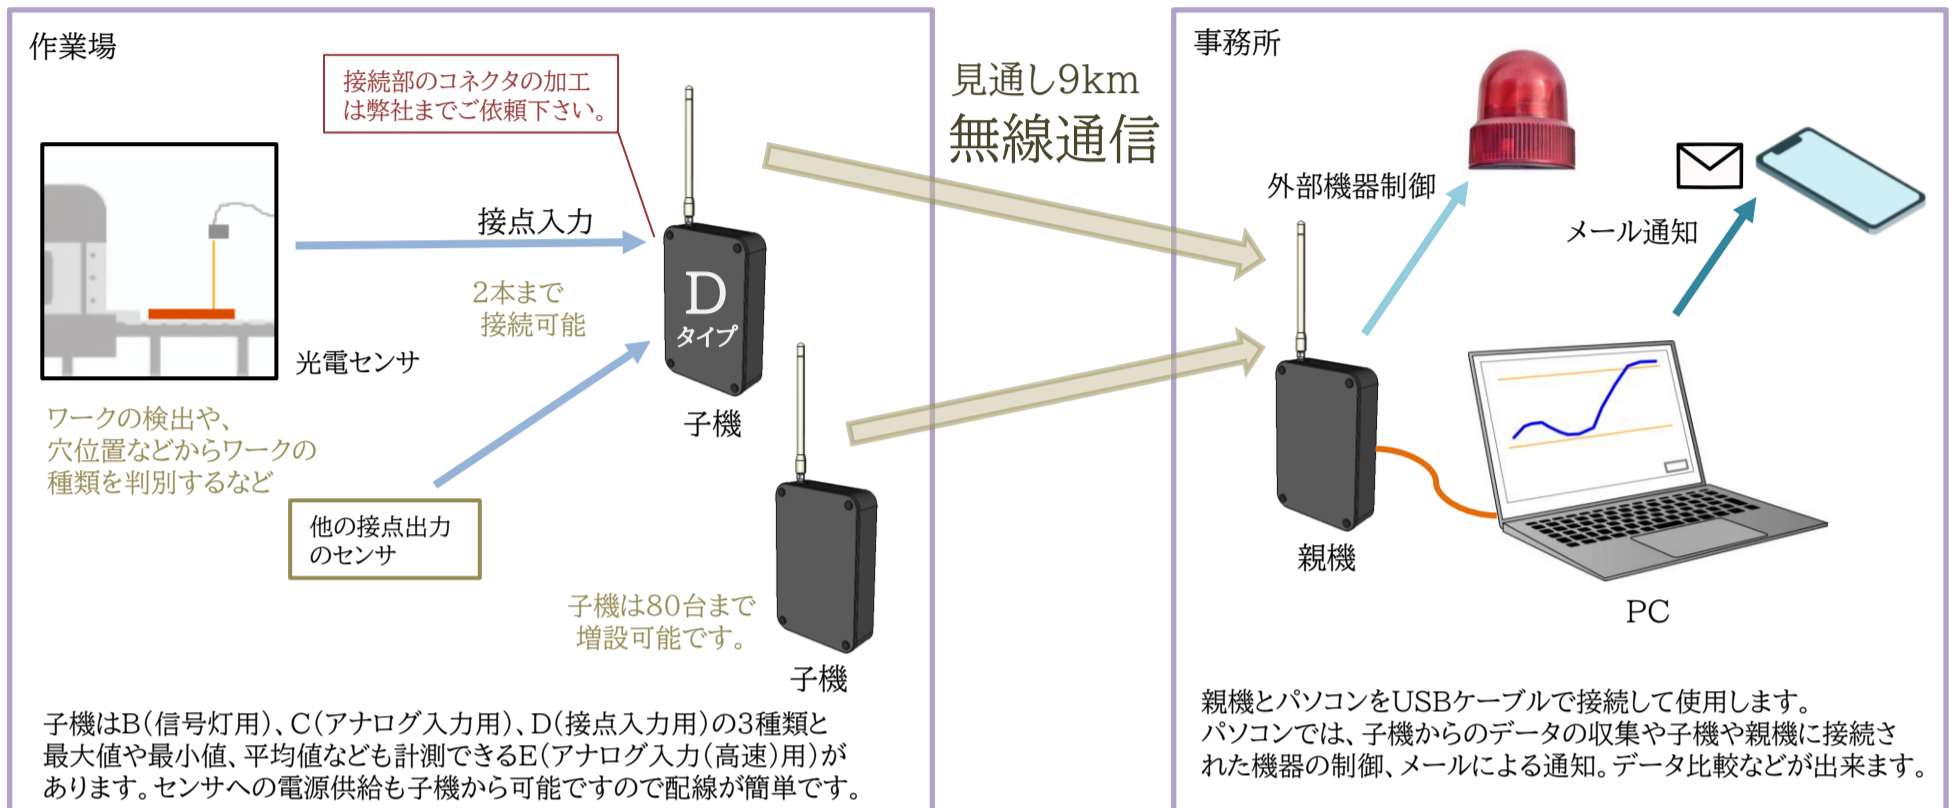 作業場
接続部のコネクタの加工
は弊社までご依頼下さい。
接点入力
2本まで
接続可能
D
タイプ
子機
光電センサ
ワークの検出や、
穴位置などからワークの
種類を判別するなど
他の接点出力
のセンサ
子機は80台まで
増設可能です。
子機
子機はB(信号灯用)、C(アナログ入力用)、D(接点入力用)の3種類と
最大値や最小値、平均値なども計測できるE(アナログ入力(高速)用)が
あります。センサへの電源供給も子機から可能ですので配線が簡単です。
見通し9km
無線通信
事務所
外部機器制御
メール通知
親機
PC
親機とパソコンをUSBケーブルで接続して使用します。
パソコンでは、子機からのデータの収集や子機や親機に接続さ
れた機器の制御、メールによる通知。データ比較などが出来ます。